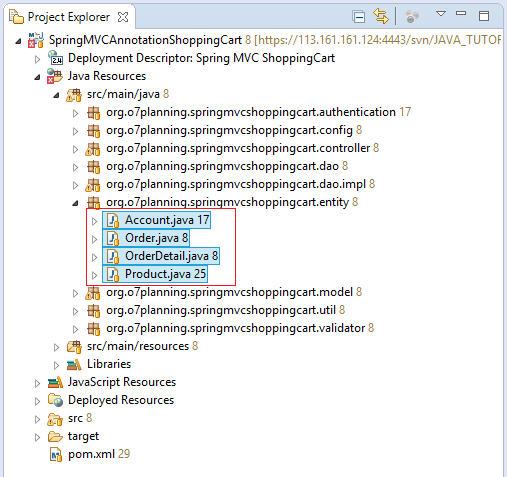 Project Explorer
SpringMVCAnnotationShoppingCart 8 [https://113.161.161.124:4443/svn/JAVA_TUTOR
Deployment Descriptor: Spring MVC ShoppingCart
Java Resources
src/main/java 8
org.o7planning.springmvcshoppingcart.authentication 17
org.o7planning.springmvcshoppingcart.config 8
org.o7planning.springmvcshoppingcart.controller 8
org.o7planning.springmvcshoppingcart.dao 8
org.o7planning.springmvcshoppingcart.dao.impl 8
org.o7planning.springmvcshoppingcart.entity 8
Account.java 17
Order.java 8
OrderDetail.java 8
Product.java 25
org.o7planning.springmvcshoppingcart.model 8
org.o7planning.springmvcshoppingcart.util 8
org.o7planning.springmvcshoppingcart.validator 8
src/main/resources 8
Libraries
JavaScript Resources
Deployed Resources
src 8
target
pom.xml 29